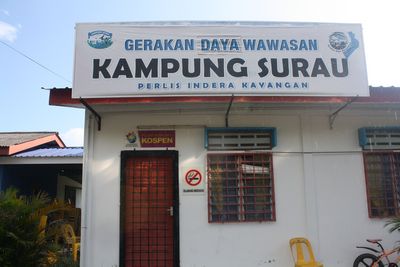 GERAKAN DAYA WAWASAN
KAMPUNG SURAU
PERLIS INDERA KAYANGAN
KOSPEN